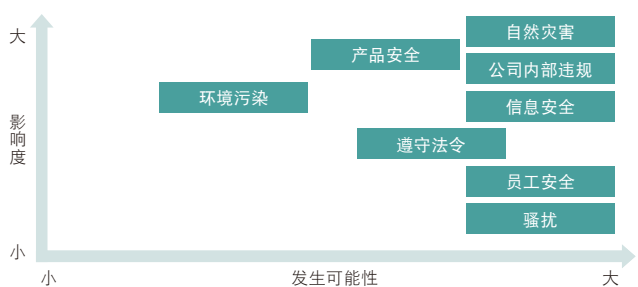 大
自然灾害
产品安全
公司内部违规
环境污染
信息安全
影响度
遵守法令
员工安全
骚扰
小
小
发生可能性
大